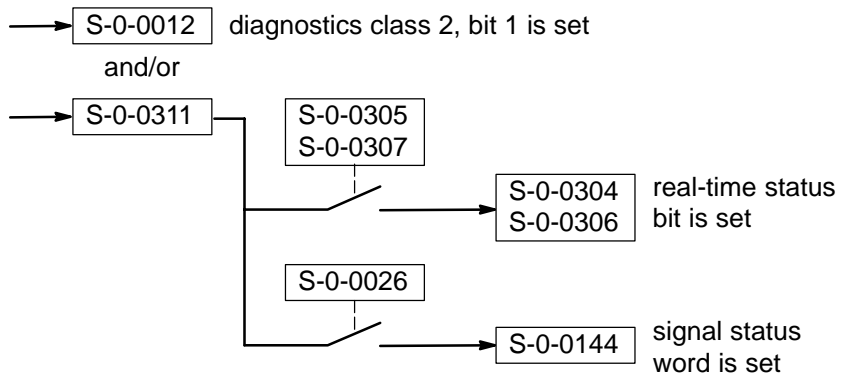 S-0-0012 diagnostics class 2, bit 1 is set
and/or
S-0-0311
S-0-0305
S-0-0307
S-0-0304
S-0-0306
real-time status
bit is set
S-0-0026
S-0-0144
signal status
word is set